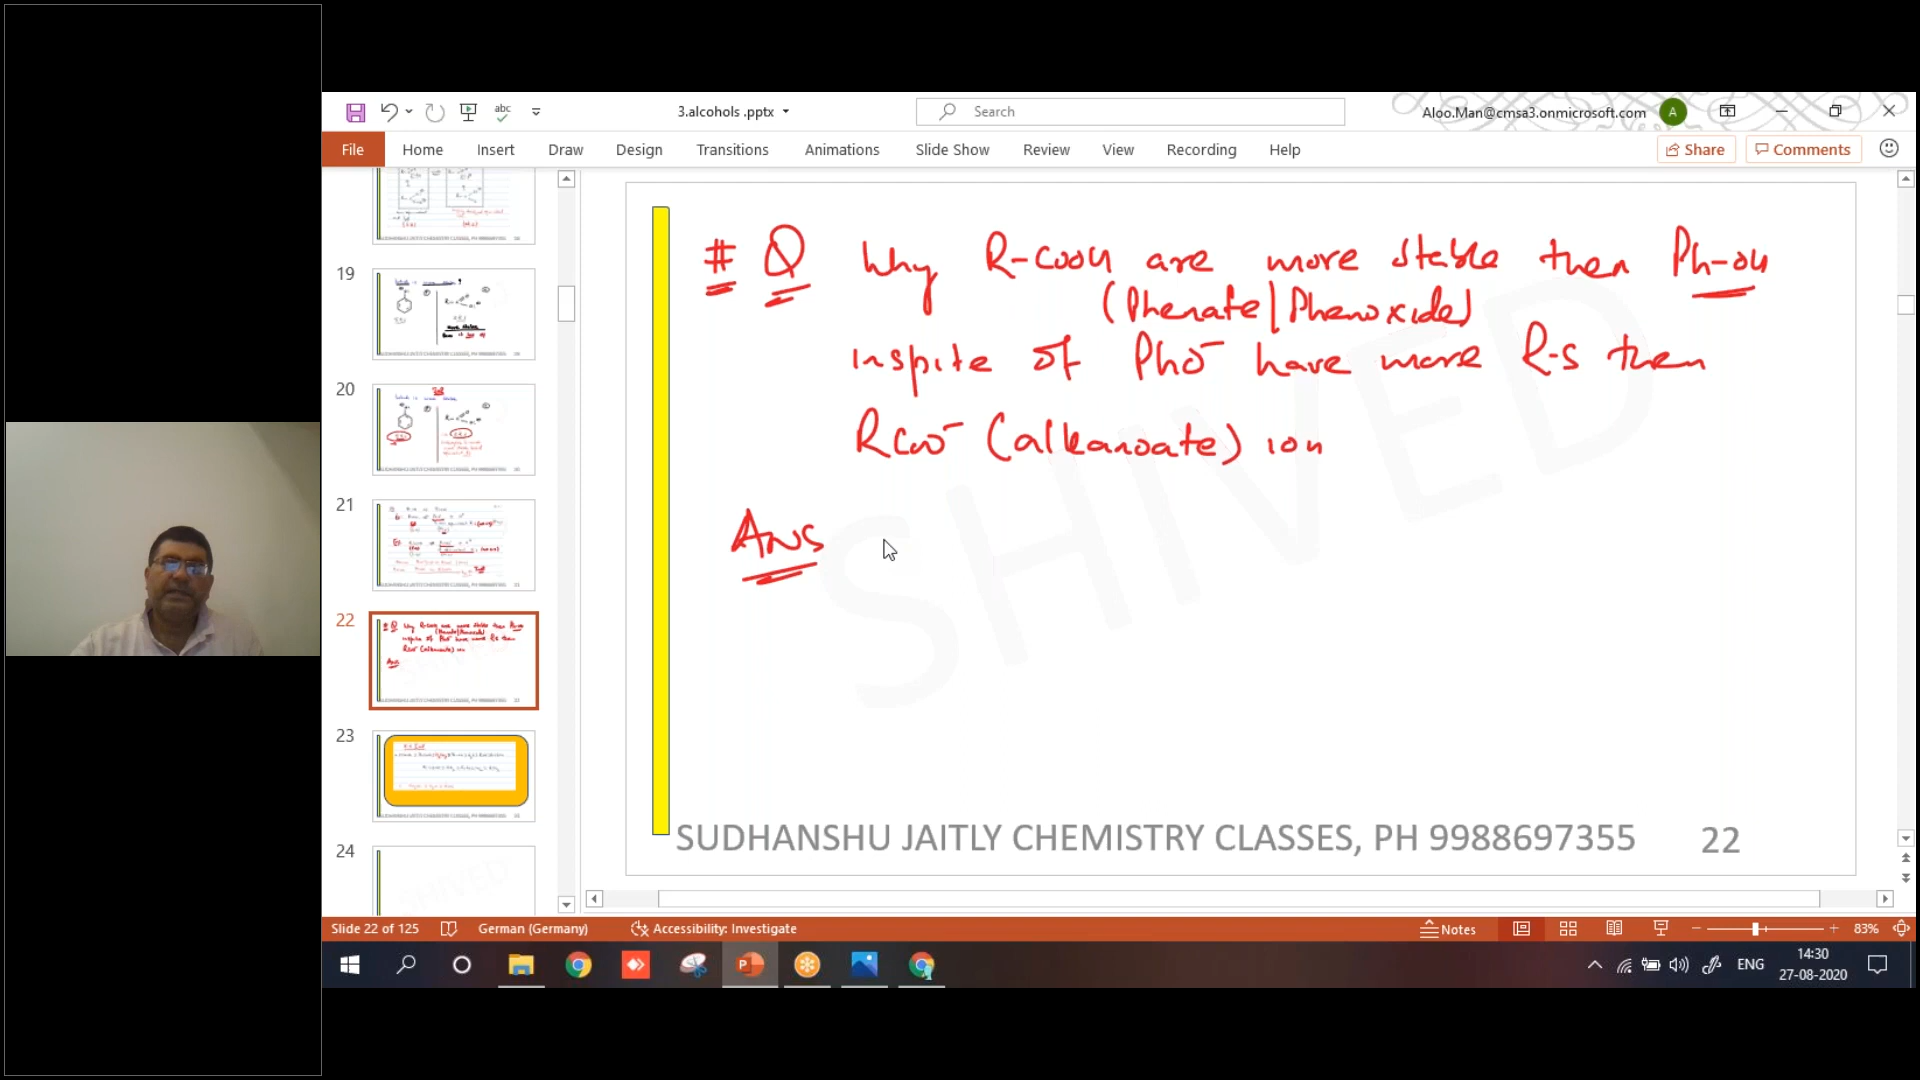 3.alcohols .pptx
Search
Aloo.Man@cmsa3.onmicrosoft.com
A
File Home Insert Draw Design Transitions Animations Slide Show Review View Recording Help
Share
Comments
19
20
21
22
23
24
# Q Why R-COOH are more stable then Ph-OH
(Phenate/Phenoxide)
inspite of PhO⁻ have more R-S then
RCOO⁻ (alkanoate) ion
Ans
SHIVED
SUDHANSHU JAITLY CHEMISTRY CLASSES, PH 9988697355 22
Slide 22 of 125
German (Germany)
Accessibility: Investigate
Notes
83%
ENG
14:30
27-08-2020